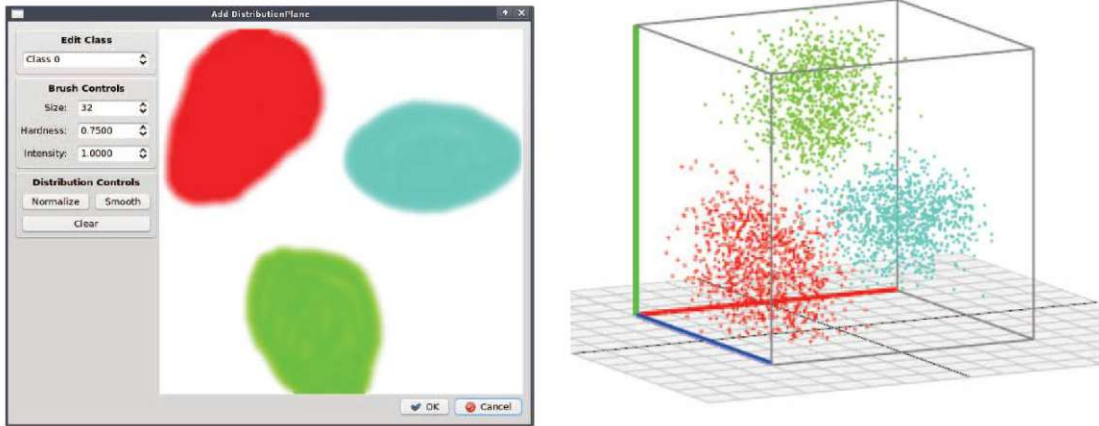 Add DistributionPlane
Edit Class
Class 0
Brush Controls
Size: 32
Hardness: 0.7500
Intensity: 1.0000
Distribution Controls
Normalize Smooth
Clear
OK Cancel